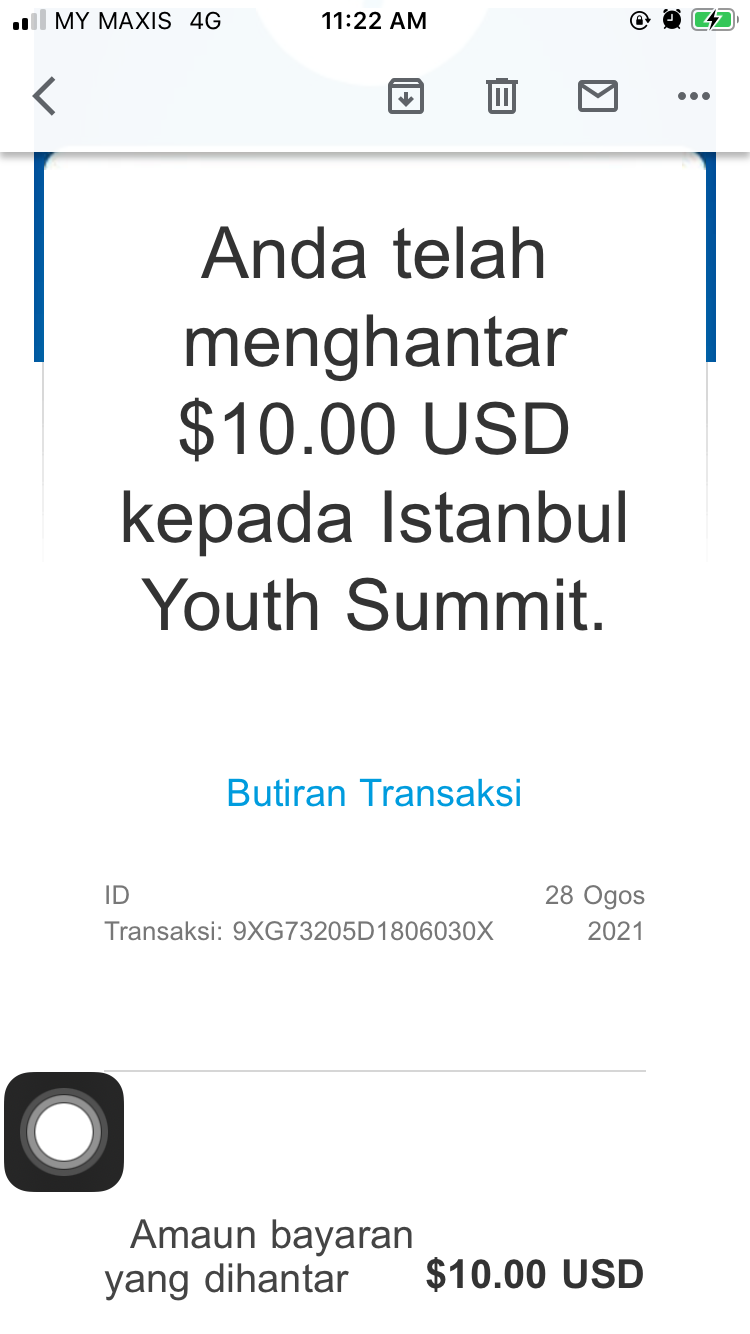 MY MAXIS 4G 11:22 AM
Anda telah
menghantar
$10.00 USD
kepada Istanbul
Youth Summit.
Butiran Transaksi
ID
Transaksi: 9XG73205D1806030X
28 Ogos
2021
Amaun bayaran
yang dihantar
$10.00 USD